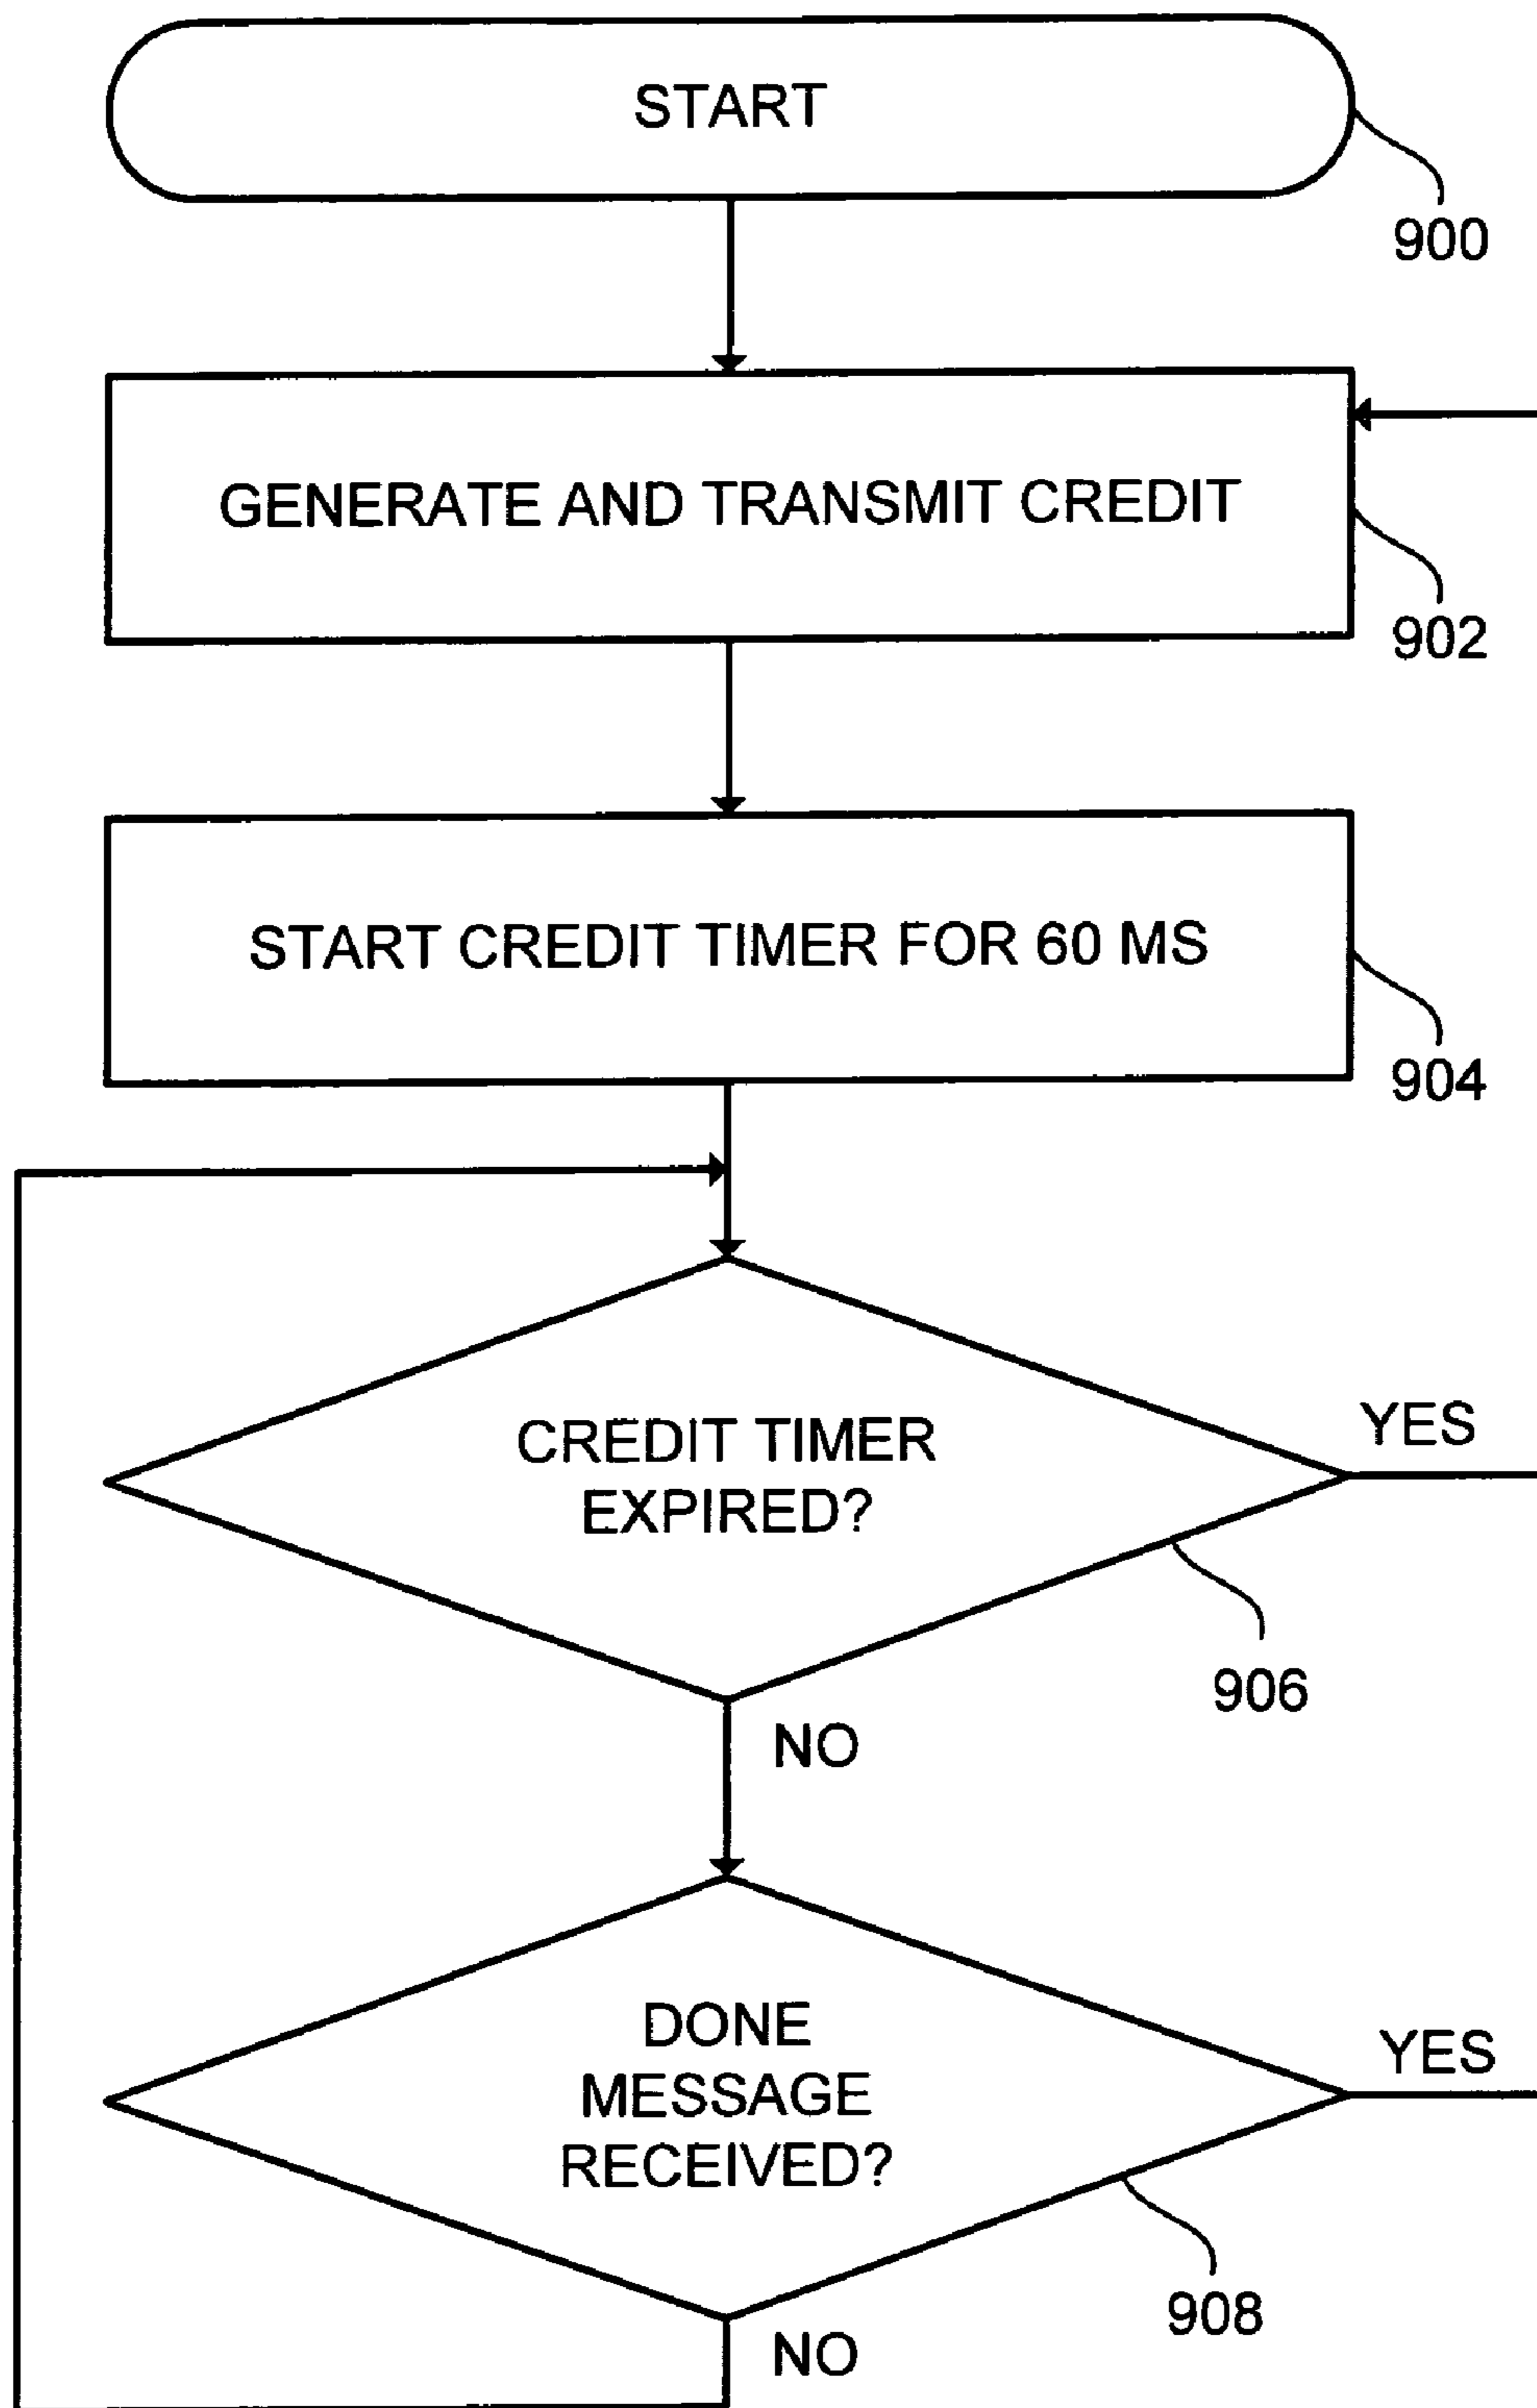 START
900
GENERATE AND TRANSMIT CREDIT
902
START CREDIT TIMER FOR 60 MS
904
CREDIT TIMER
EXPIRED?
YES
906
NO
DONE
MESSAGE
RECEIVED?
YES
908
NO